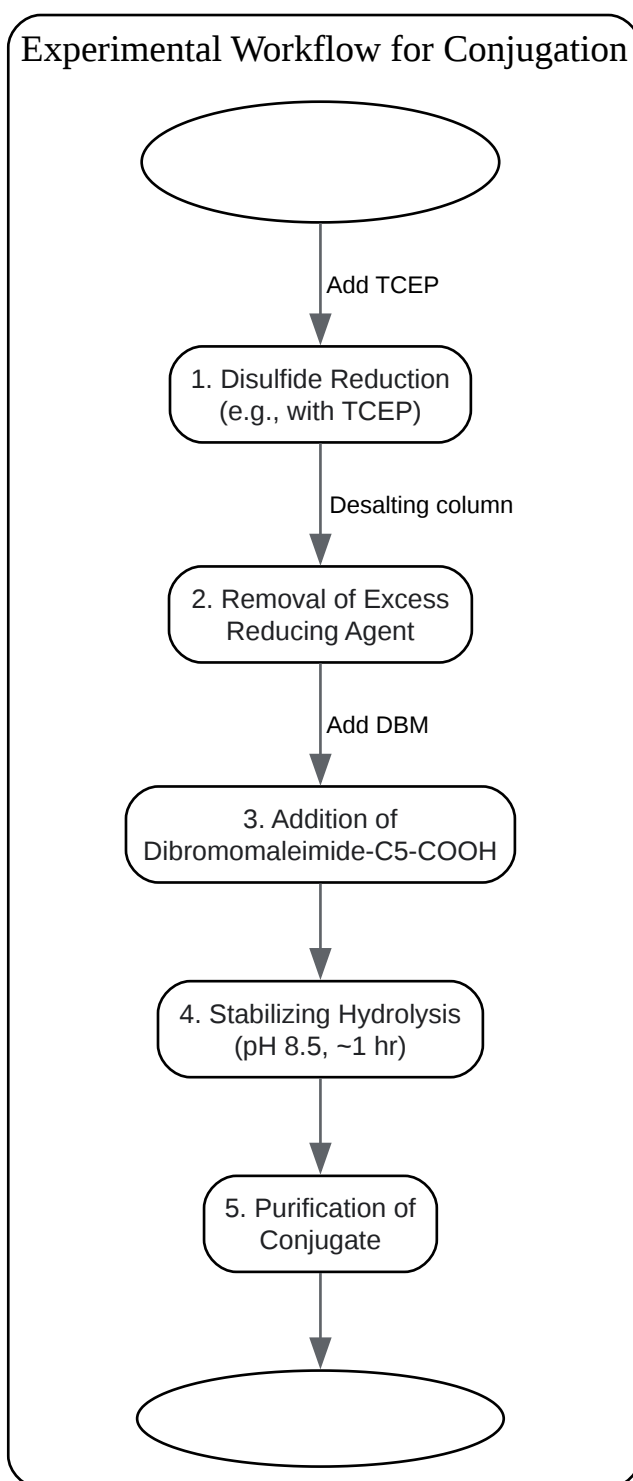 Experimental Workflow for Conjugation
Add TCEP
1. Disulfide Reduction
(e.g., with TCEP)
Desalting column
2. Removal of Excess
Reducing Agent
Add DBM
3. Addition of
Dibromomaleimide-C5-COOH
4. Stabilizing Hydrolysis
(pH 8.5, ~1 hr)
5. Purification of
Conjugate